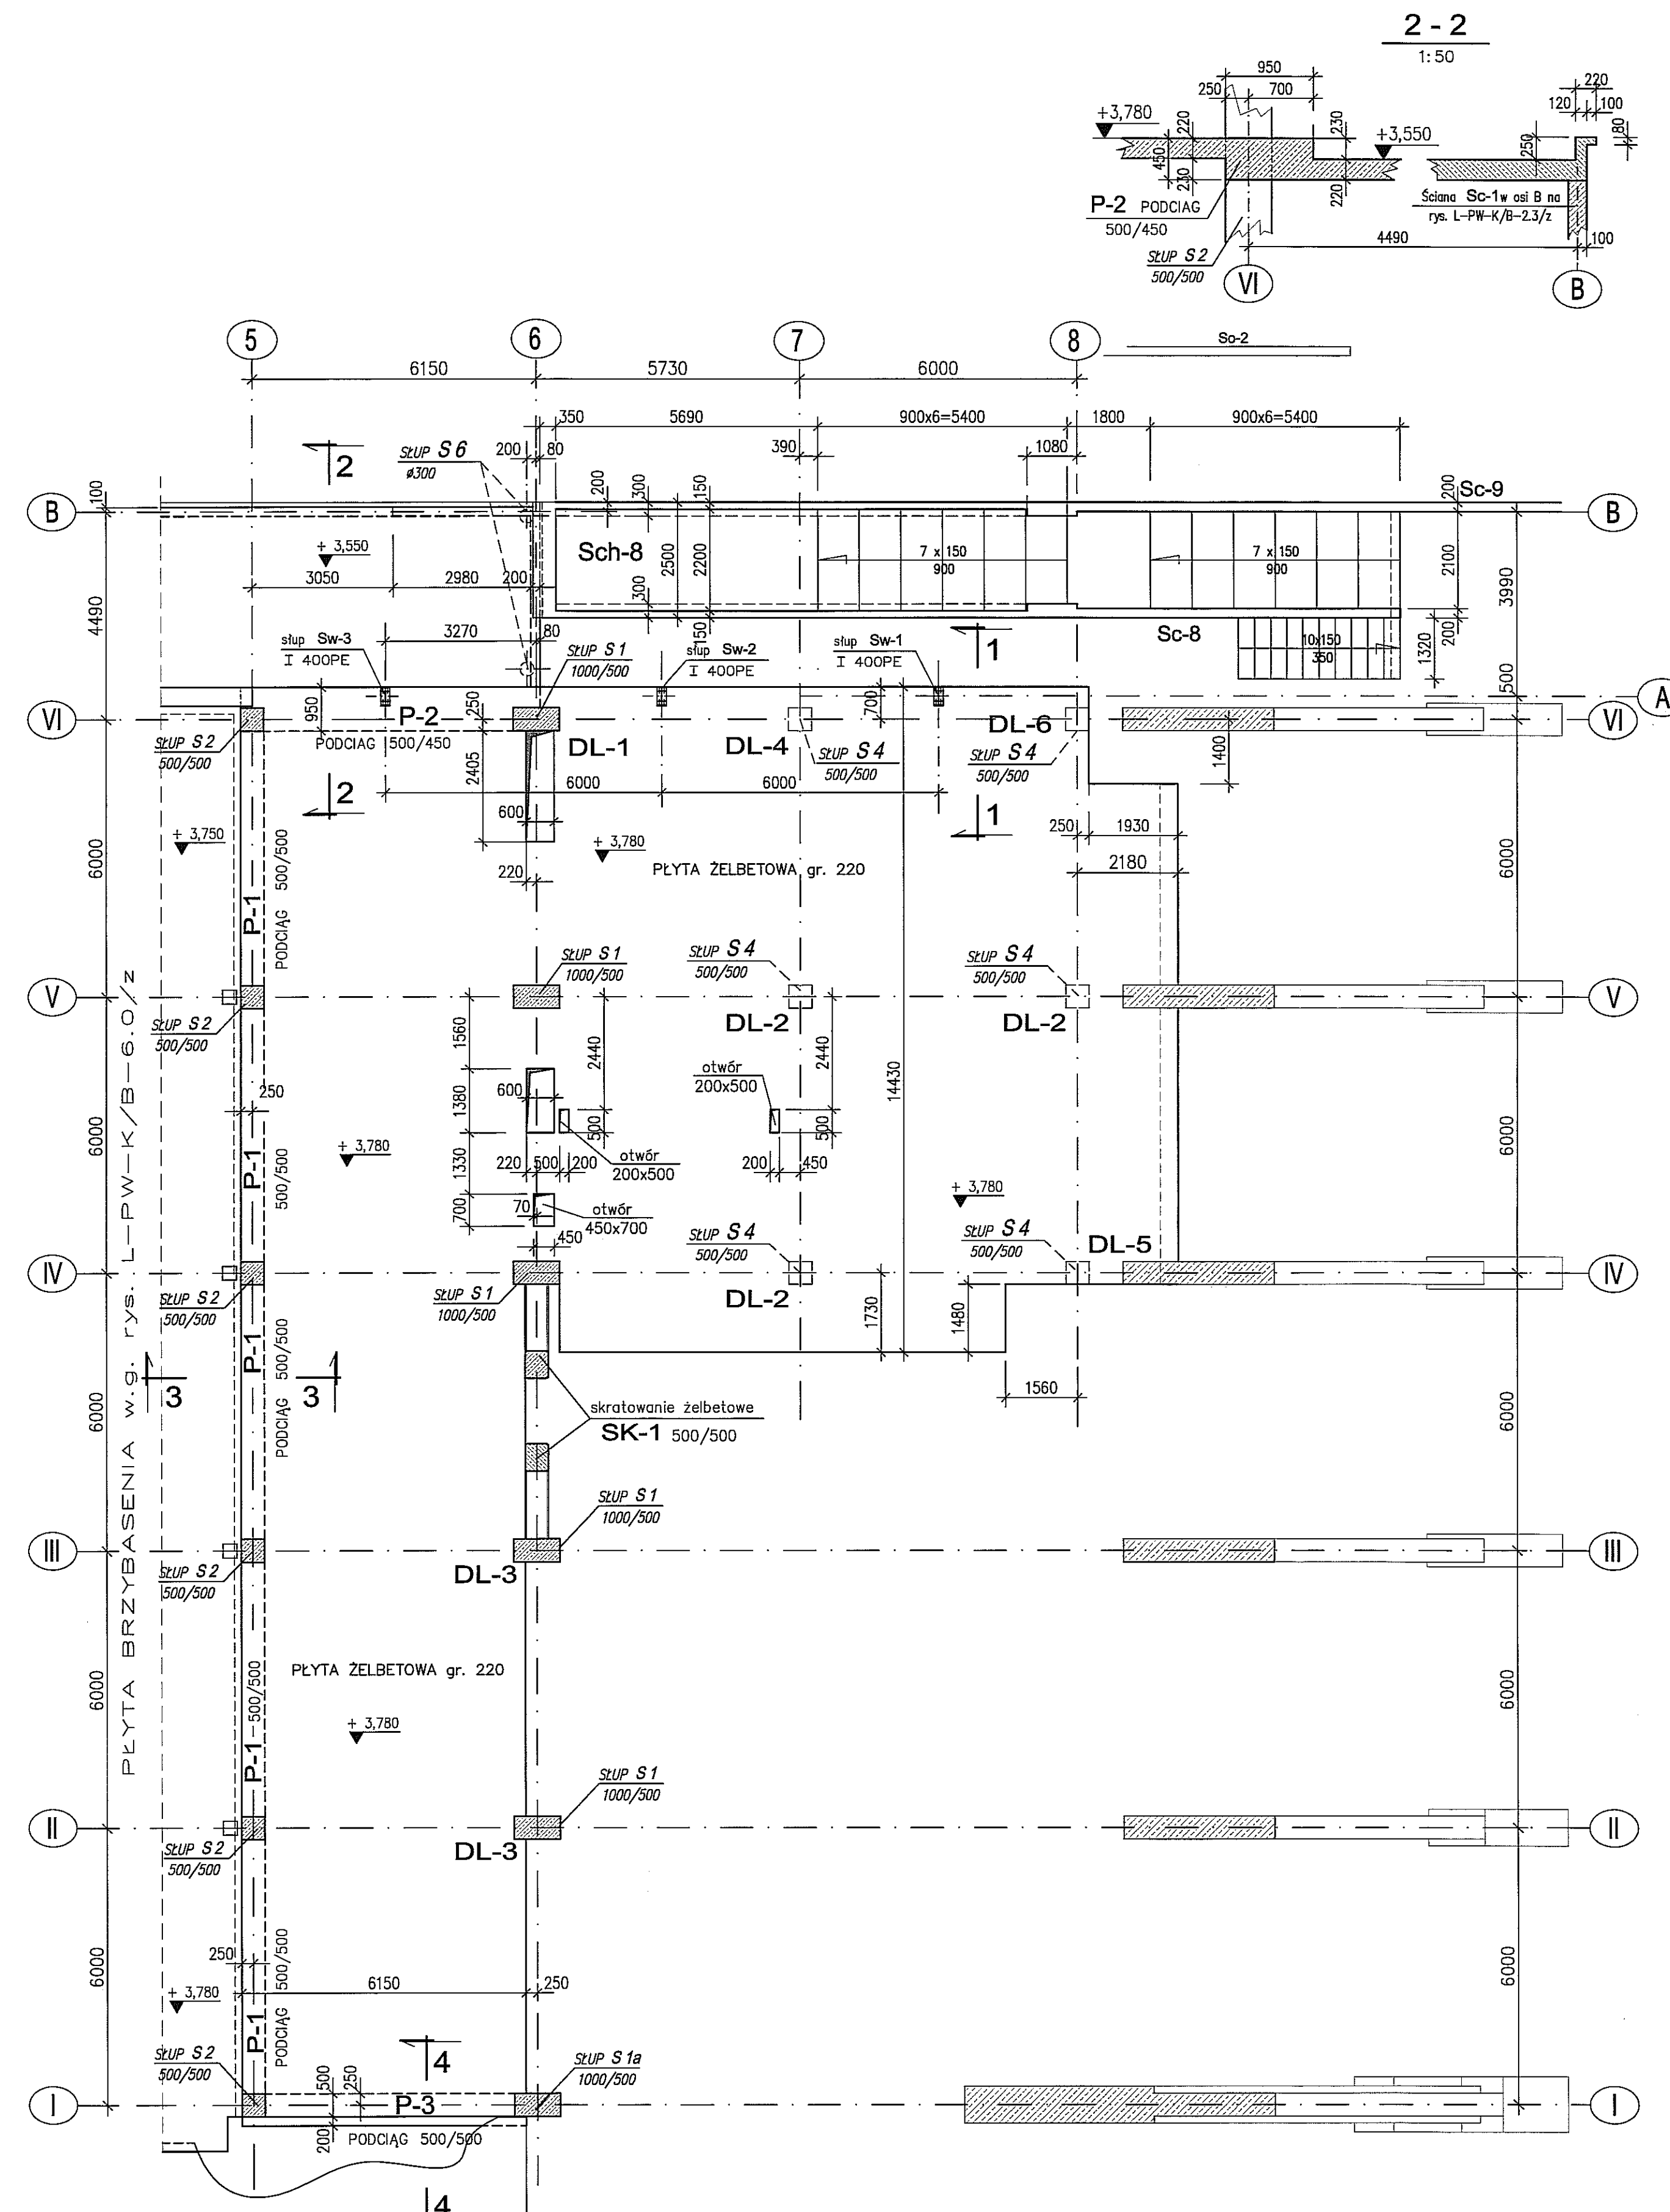 2 - 2
1:50
950
250
700
220
120
100
80
+3,780
220
450
230
230
+3,550
220
250
P-2 PODCIĄG
500/450
SŁUP S 2
500/500
Ściana Sc-1 w osi B na
rys. L-PW-K/B-2.3/z
4490
100
VI
B
5
6
7
8
So-2
6150
5730
6000
350
5690
900x6=5400
1800
900x6=5400
2
SŁUP S 6
ø300
200
80
390
1080
100
200
300
150
200
Sc-9
B
B
+ 3,550
Sch-8
2500
2200
7 x 150
900
7 x 150
900
2100
3990
3050
2980
200
300
4490
3270
80
150
1
Sc-8
10x150
350
1320
200
500
słup Sw-3
I 400PE
SŁUP S 1
1000/500
słup Sw-2
I 400PE
słup Sw-1
I 400PE
A
VI
950
P-2
250
700
DL-6
VI
SŁUP S 2
500/500
PODCIĄG 500/450
DL-1
DL-4
SŁUP S 4
500/500
SŁUP S 4
500/500
1400
2405
2
6000
6000
600
1
250
1930
+ 3,750
+ 3,780
2180
220
PŁYTA ŻELBETOWA gr. 220
6000
6000
P-1
PODCIĄG 500/500
SŁUP S 1
1000/500
SŁUP S 4
500/500
SŁUP S 4
500/500
V
V
SŁUP S 2
500/500
DL-2
DL-2
1560
2440
2440
14430
250
1380
600
otwór
200x500
500
500
6000
6000
+ 3,780
P-1
500/500
1330
220
500
200
otwór
200x500
200
450
+ 3,780
700
70
otwór
450x700
450
SŁUP S 4
500/500
SŁUP S 4
500/500
DL-5
IV
IV
SŁUP S 2
500/500
SŁUP S 1
1000/500
DL-2
1730
1480
P-1
PODCIĄG 500/500
3
3
1560
skratowanie żelbetowe
SK-1 500/500
6000
6000
PŁYTA BRZYBASENIA w.g. rys. L-PW-K/B-6.0/z
SŁUP S 1
1000/500
III
III
SŁUP S 2
500/500
DL-3
PŁYTA ŻELBETOWA gr. 220
6000
6000
P-1
500/500
+ 3,780
SŁUP S 1
1000/500
II
II
SŁUP S 2
500/500
DL-3
250
6150
250
6000
6000
+ 3,780
P-1
PODCIĄG 500/500
4
SŁUP S 2
500/500
SŁUP S 1a
1000/500
500
250
I
P-3
I
200
PODCIĄG 500/500
4